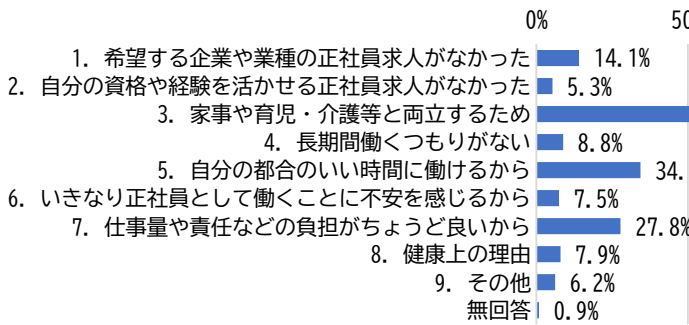 0% 50
1. 希望する企業や業種の正社員求人がなかった 14.1%
2. 自分の資格や経験を活かせる正社員求人がなかった 5.3%
3. 家事や育児・介護等と両立するため
4. 長期間働くつもりがない 8.8%
5. 自分の都合のいい時間に働けるから 34.
6. いきなり正社員として働くことに不安を感じるから 7.5%
7. 仕事量や責任などの負担がちょうど良いから 27.8%
8. 健康上の理由 7.9%
9. その他 6.2%
無回答 0.9%